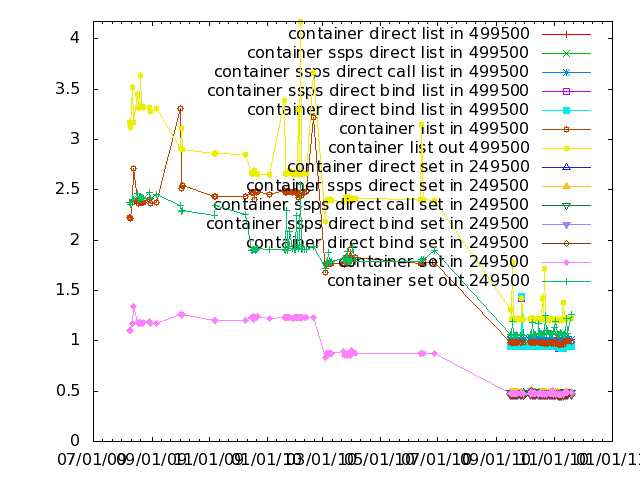 container direct list in 499500
container ssps direct list in 499500
container ssps direct call list in 499500
container ssps direct bind list in 499500
container direct bind list in 499500
container list in 499500
container list out 499500
container direct set in 249500
container ssps direct set in 249500
container ssps direct call set in 249500
container ssps direct bind set in 249500
container direct bind set in 249500
container set in 249500
container set out 249500
4
3.5
3
2.5
2
1.5
1
0.5
0
07/01/09 09/01/09 11/01/09 01/01/10 03/01/10 05/01/10 07/01/10 09/01/10 11/01/10 01/01/11